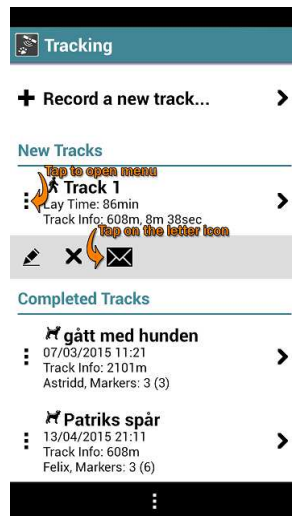 Tracking
Record a new track...
New Tracks
Tap to open menu
Track 1
Lay Time: 86min
Track Info: 608m, 8m 38sec
Tap on the letter icon
Completed Tracks
gått med hunden
07/03/2015 11:21
Track Info: 2101m
Astridd, Markers: 3 (3)
Patriks spår
13/04/2015 21:11
Track Info: 608m
Felix, Markers: 3 (6)